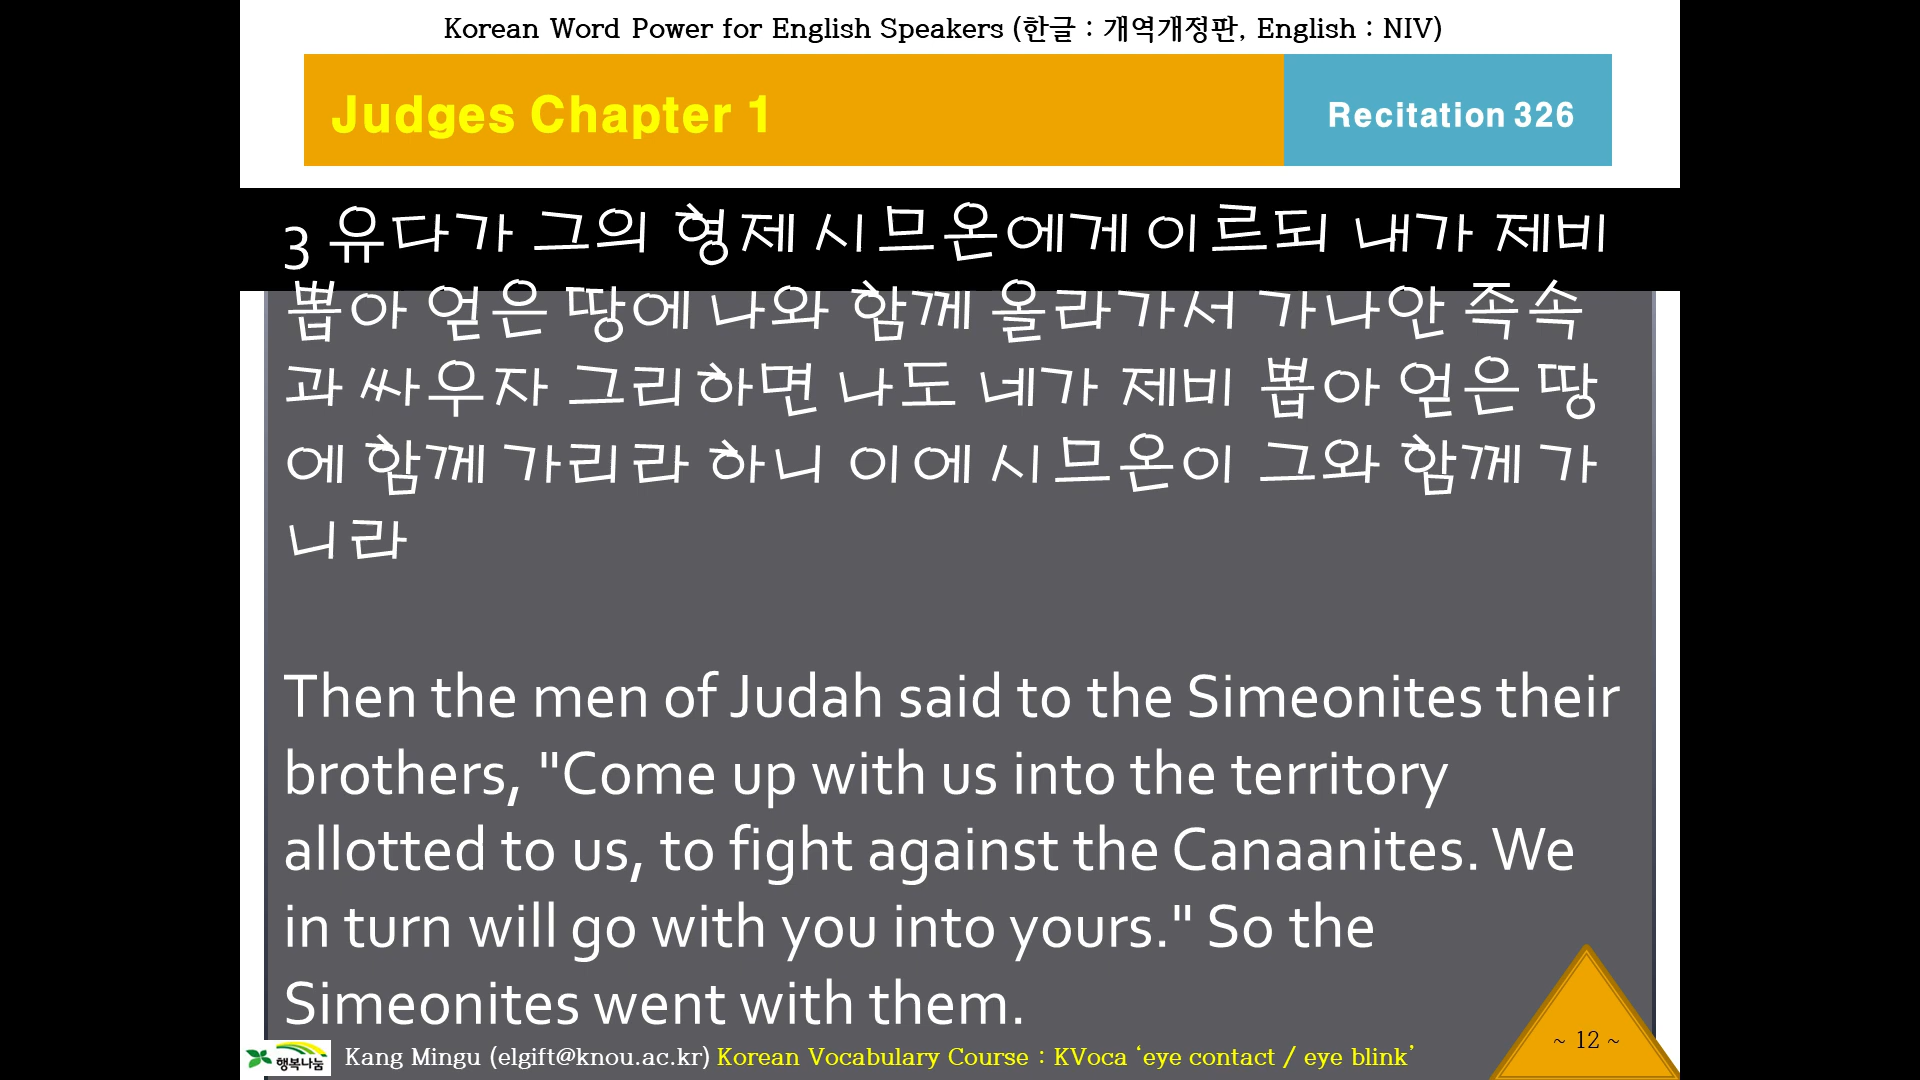 Korean Word Power for English Speakers (한글 : 개역개정판, English : NIV)
Judges Chapter 1
Recitation 326
3 유다가 그의 형제 시므온에게 이르되 내가 제비
뽑아 얻은 땅에 나와 함께 올라가서 가나안 족속
과 싸우자 그리하면 나도 네가 제비 뽑아 얻은 땅
에 함께 가리라 하니 이에 시므온이 그와 함께 가
니라
Then the men of Judah said to the Simeonites their
brothers, "Come up with us into the territory
allotted to us, to fight against the Canaanites. We
in turn will go with you into yours." So the
Simeonites went with them.
행복나눔 Kang Mingu (elgift@knou.ac.kr) Korean Vocabulary Course : KVoca ‘eye contact / eye blink’
~ 12 ~